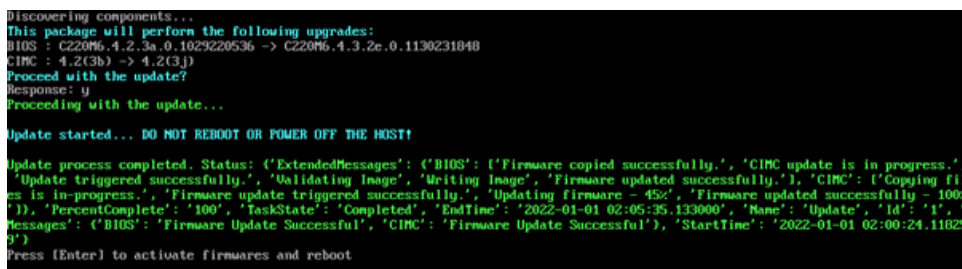 Discovering components...
This package will perform the following upgrades:
BIOS : C220M6.4.2.3a.0.1029220536 -> C220M6.4.3.2e.0.1130231848
CIMC : 4.2(3b) -> 4.2(3j)
Proceed with the update?
Response: y
Proceeding with the update...
Update started... DO NOT REBOOT OR POWER OFF THE HOST!
Update process completed. Status: {'ExtendedMessages': {'BIOS': ['Firmware copied successfully.', 'CIMC update is in progress.'
'Update triggered successfully.', 'Validating Image', 'Writing Image', 'Firmware updated successfully.'], 'CIMC': ['Copying fi
es is in-progress.', 'Firmware update triggered successfully.', 'Updating firmware - 45%', 'Firmware updated successfully - 100
']}, 'PercentComplete': '100', 'TaskState': 'Completed', 'EndTime': '2022-01-01 02:05:35.133000', 'Name': 'Update', 'Id': '1',
Messages': {'BIOS': 'Firmware Update Successful', 'CIMC': 'Firmware Update Successful'}, 'StartTime': '2022-01-01 02:00:24.11825
9'}
Press [Enter] to activate firmwares and reboot